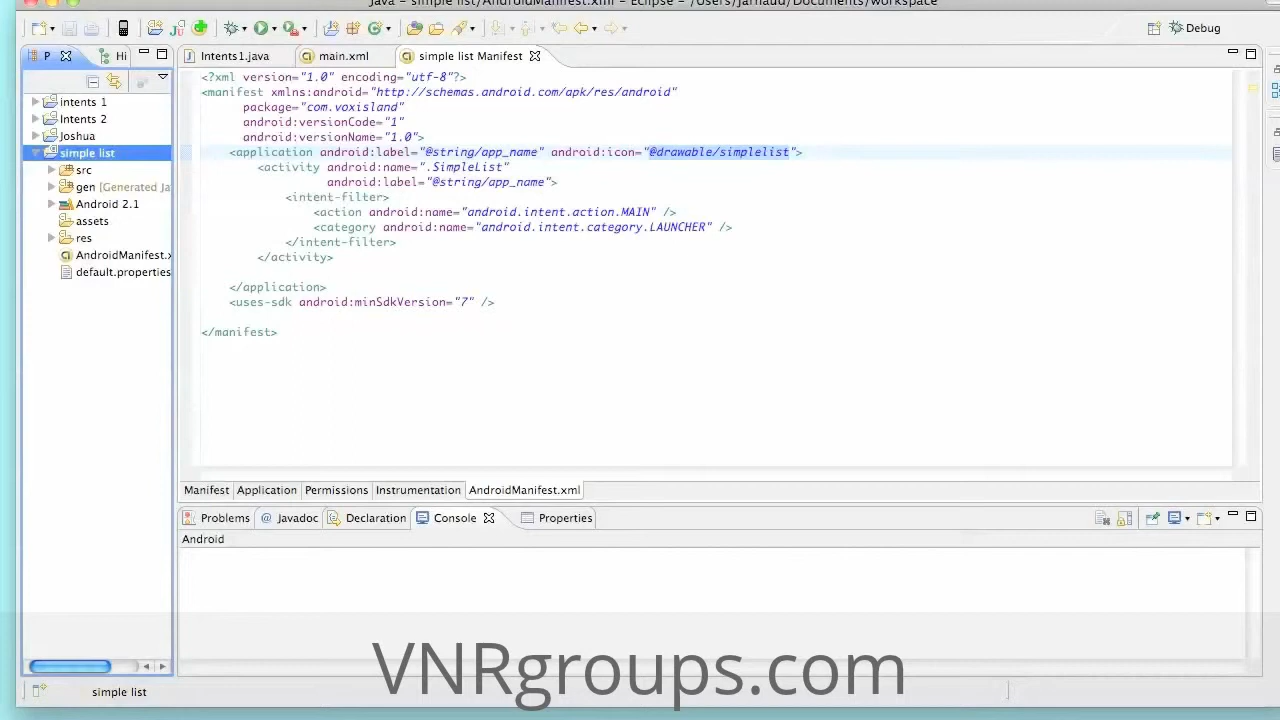 Java - simple list/AndroidManifest.xml - Eclipse - /Users/jarnaud/Documents/workspace
Debug
P
Hi
Intents1.java
main.xml
simple list Manifest
Intents 1
Intents 2
Joshua
simple list
src
gen [Generated Ja
Android 2.1
assets
res
AndroidManifest.x
default.properties
<?xml version="1.0" encoding="utf-8"?>
<manifest xmlns:android="http://schemas.android.com/apk/res/android"
package="com.voxisland"
android:versionCode="1"
android:versionName="1.0">
<application android:label="@string/app_name" android:icon="@drawable/simplelist">
<activity android:name=".SimpleList"
android:label="@string/app_name">
<intent-filter>
<action android:name="android.intent.action.MAIN" />
<category android:name="android.intent.category.LAUNCHER" />
</intent-filter>
</activity>
</application>
<uses-sdk android:minSdkVersion="7" />
</manifest>
Manifest Application Permissions Instrumentation AndroidManifest.xml
Problems @ Javadoc Declaration Console Properties
Android
VNRgroups.com
simple list